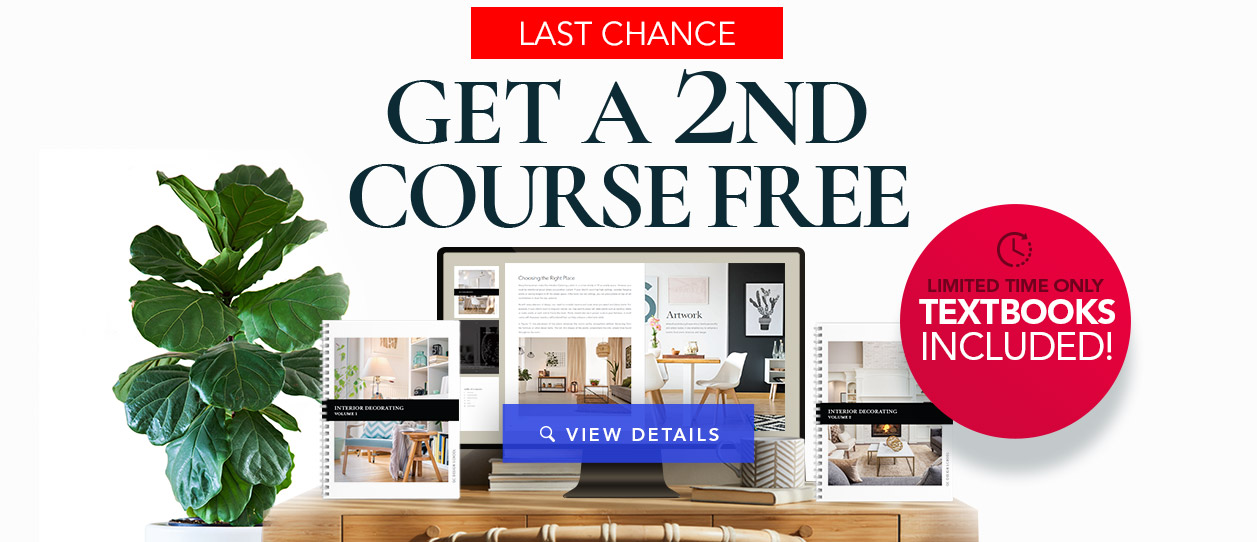 LAST CHANCE
GET A 2ND
COURSE FREE
LIMITED TIME ONLY
TEXTBOOKS
INCLUDED!
Choosing the Right Place
Artwork
INTERIOR DECORATING
VOLUME 1
VIEW DETAILS
INTERIOR DECORATING